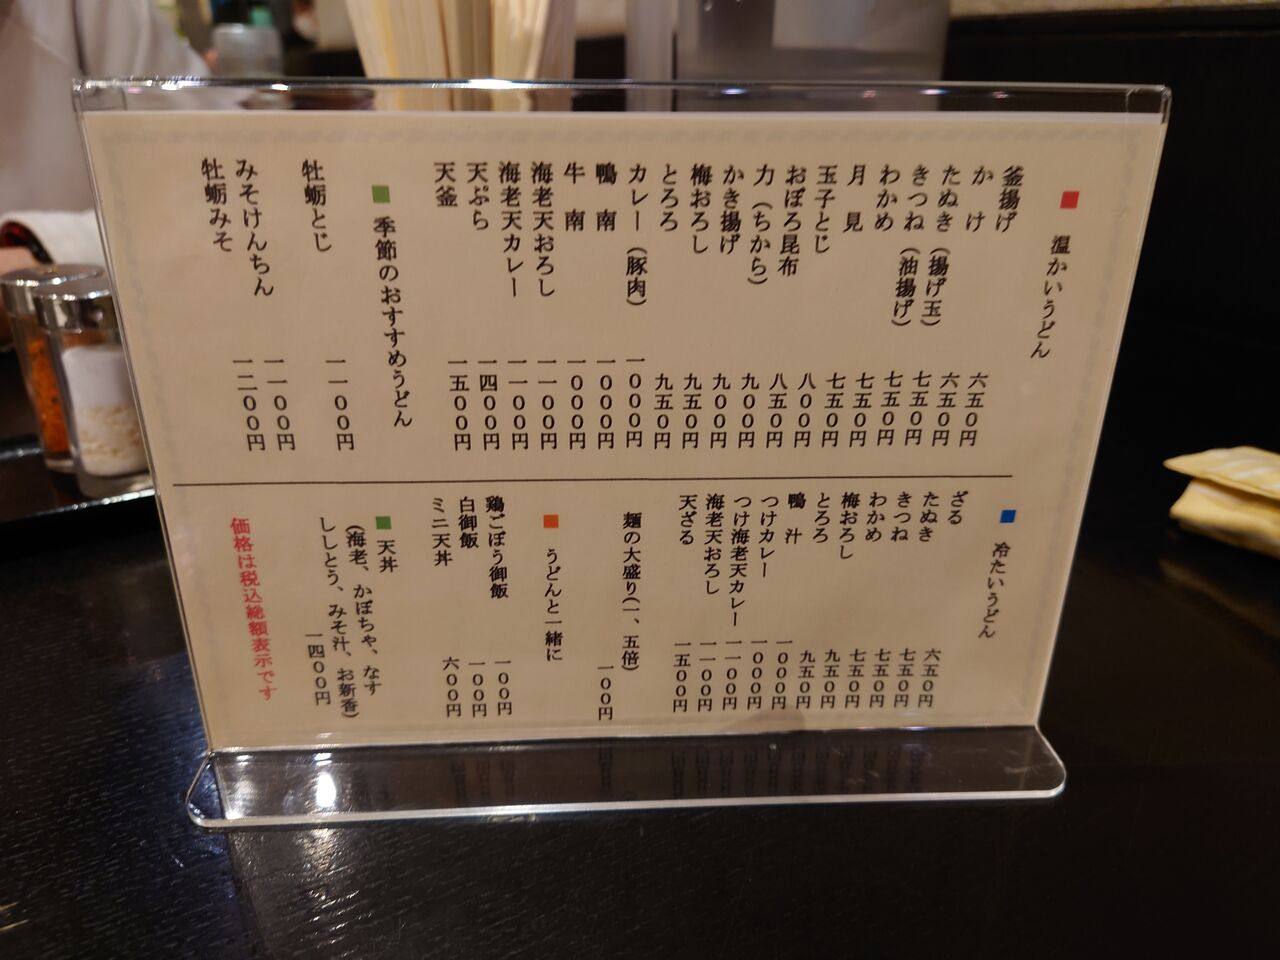 ■ 温かいうどん
釜揚げ 六五〇円
か け 六五〇円
たぬき（揚げ玉） 七五〇円
きつね（油揚げ） 七五〇円
わかめ 七五〇円
月 見 七五〇円
玉子とじ 八〇〇円
おぼろ昆布 八五〇円
力（ちから） 九〇〇円
かき揚げ 九〇〇円
梅おろし 九五〇円
とろろ 九五〇円
カレー（豚肉） 一〇〇〇円
鴨 南 一〇〇〇円
牛 南 一〇〇〇円
海老天おろし 一一〇〇円
海老天カレー 一一〇〇円
天ぷら 一四〇〇円
天釜 一五〇〇円
■ 季節のおすすめうどん
牡蛎とじ 一一〇〇円
みそけんちん 一一〇〇円
牡蛎みそ 一二〇〇円
■ 冷たいうどん
ざる 六五〇円
たぬき 七五〇円
きつね 七五〇円
わかめ 七五〇円
梅おろし 九五〇円
とろろ 九五〇円
鴨 汁 一〇〇〇円
つけカレー 一〇〇〇円
つけ海老天カレー 一一〇〇円
海老天おろし 一一〇〇円
天ざる 一五〇〇円
麺の大盛り（一、五倍） 一〇〇円
■ うどんと一緒に
鶏ごぼう御飯 一〇〇円
白御飯 一〇〇円
ミニ天丼 六〇〇円
■ 天丼
（海老、かぼちゃ、なす
ししとう、みそ汁、お新香）
一四〇〇円
価格は税込総額表示です